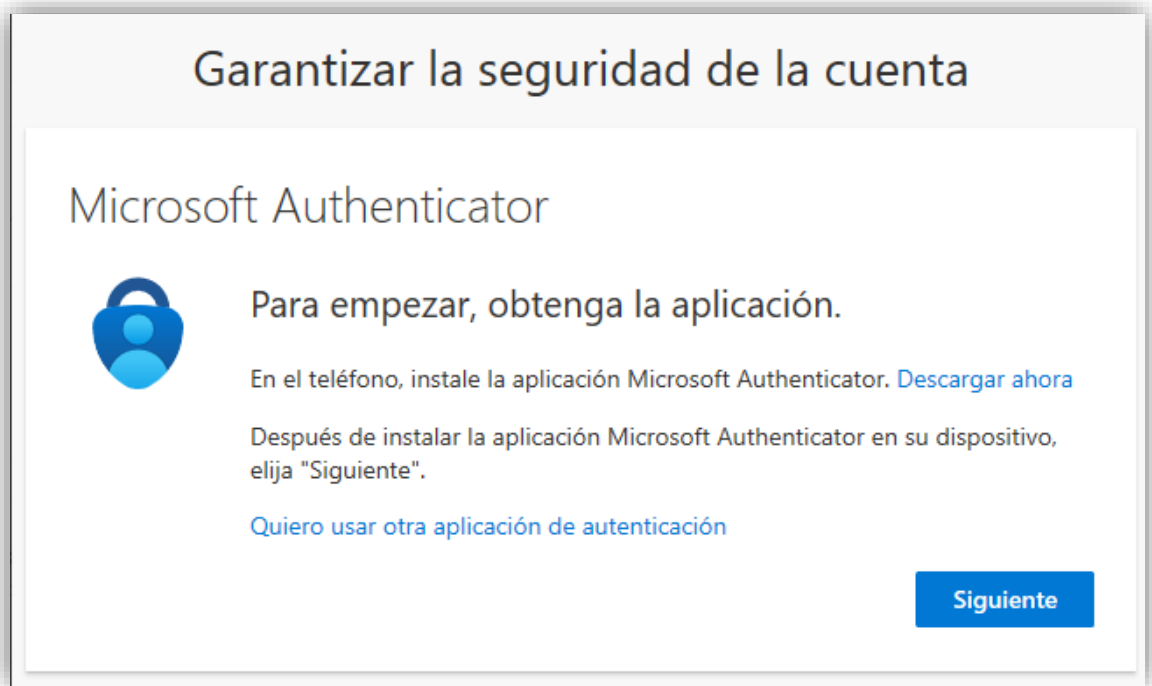 Garantizar la seguridad de la cuenta
Microsoft Authenticator
Para empezar, obtenga la aplicación.
En el teléfono, instale la aplicación Microsoft Authenticator. Descargar ahora
Después de instalar la aplicación Microsoft Authenticator en su dispositivo,
elija "Siguiente".
Quiero usar otra aplicación de autenticación
Siguiente